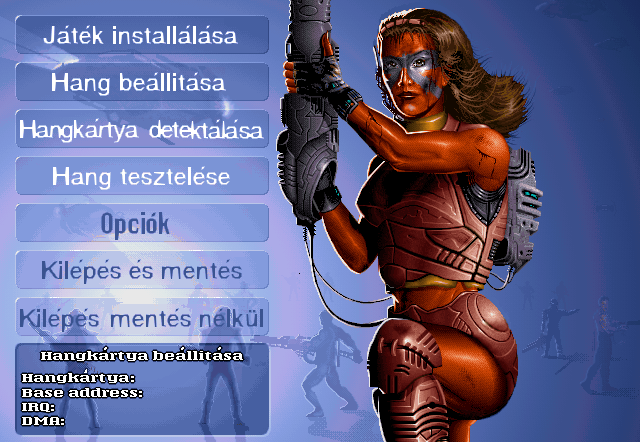 Játék installálása
Hang beállitása
Hangkártya detektálása
Hang tesztelése
Opciók
Kilépés és mentés
Kilépés mentés nélkül
Hangkártya beállitása
Hangkártya:
Base address:
IRQ:
DMA: